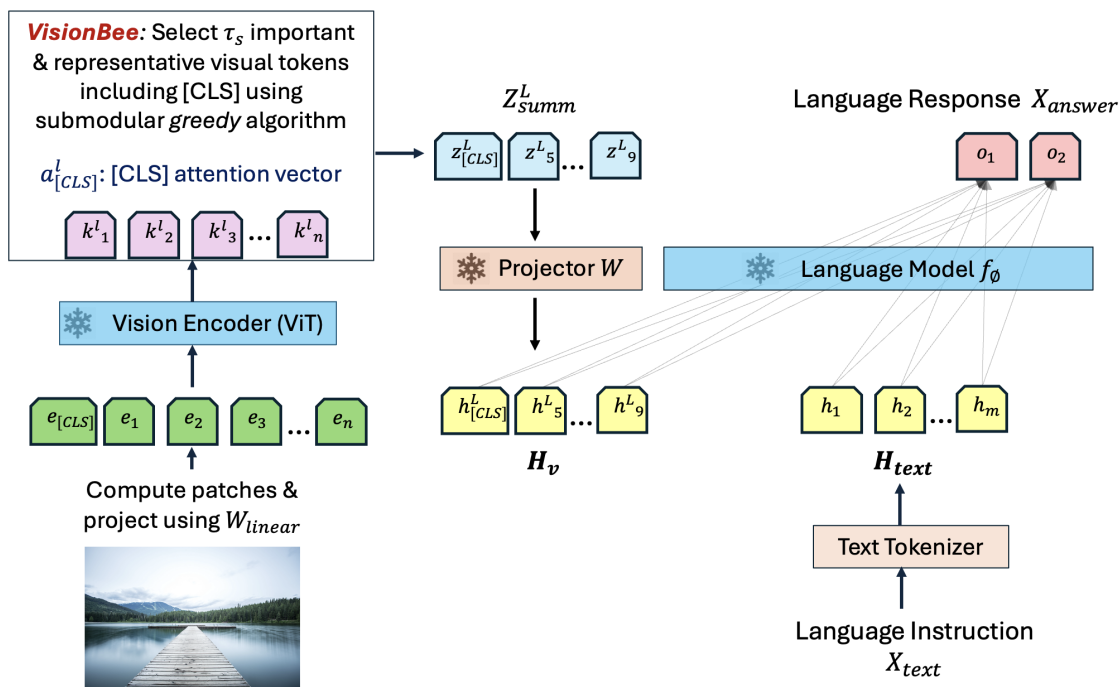 VisionBee: Select τₛ important
& representative visual tokens
including [CLS] using
submodular greedy algorithm
a^l_[CLS]: [CLS] attention vector
k^l_1 k^l_2 k^l_3 ... k^l_n
Vision Encoder (ViT)
e_[CLS] e_1 e_2 e_3 ... e_n
Compute patches &
project using W_linear
Z^L_summ
z^L_[CLS] z^L_5 ... z^L_9
Projector W
h^L_[CLS] h^L_5 ... h^L_9
H_v
Language Response X_answer
o_1 o_2
Language Model f_ø
h_1 h_2 ... h_m
H_text
Text Tokenizer
Language Instruction
X_text